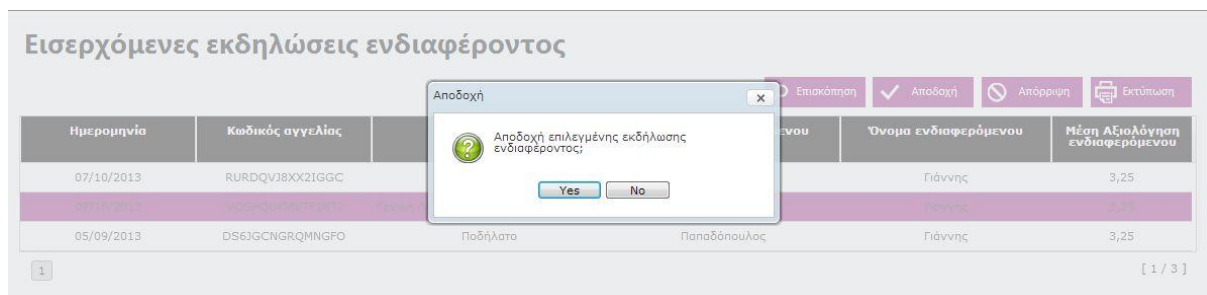 Εισερχόμενες εκδηλώσεις ενδιαφέροντος
Επισκόπηση Αποδοχή Απόρριψη Εκτύπωση
Αποδοχή
Αποδοχή επιλεγμένης εκδήλωσης
ενδιαφέροντος;
Yes No
Ημερομηνία Κωδικός αγγελίας Όνομα ενδιαφερόμενου Μέση Αξιολόγηση
ενδιαφερόμενου
07/10/2013 RURDQVJ8XX2IGGC Γιάννης 3,25
Γιάννης 3,25
05/09/2013 DS6JGCNGRQMNGFO Ποδήλατο Παπαδόπουλος Γιάννης 3,25
1 [ 1 / 3 ]